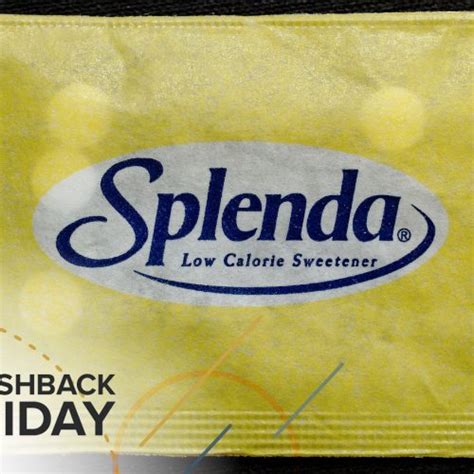 Splenda®
Low Calorie Sweetener
SHBACK
IDAY